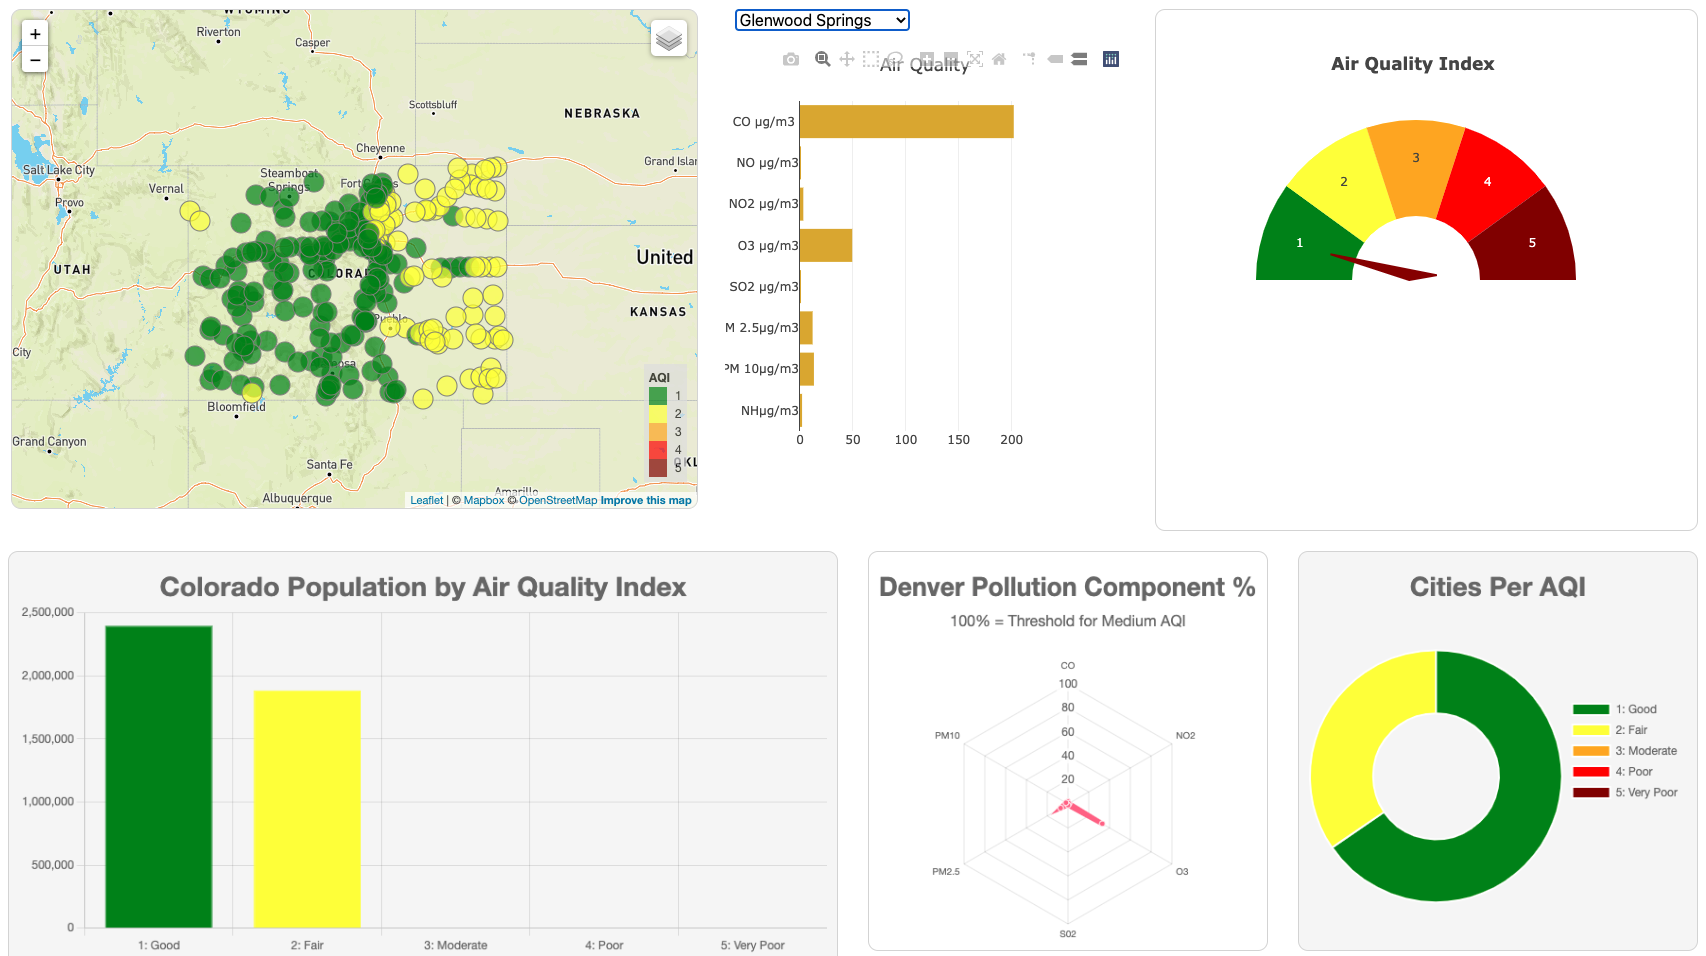 WYOMING
Riverton
Casper
Scottsbluff
NEBRASKA
Cheyenne
Grand Islan
Salt Lake City
Steamboat
Springs
Vernal
Provo
United
UTAH
COLORAD
KANSAS
Pueblo
City
Bloomfield
Grand Canyon
Santa Fe
Amarillo
Albuquerque
+
−
AQI
1
2
3
4
5
OKL
Leaflet | © Mapbox © OpenStreetMap Improve this map
Glenwood Springs
Air Quality
CO µg/m3
NO µg/m3
NO2 µg/m3
O3 µg/m3
SO2 µg/m3
M 2.5µg/m3
PM 10µg/m3
NHµg/m3
0 50 100 150 200
Air Quality Index
1
2
3
4
5
Colorado Population by Air Quality Index
2,500,000
2,000,000
1,500,000
1,000,000
500,000
0
1: Good 2: Fair 3: Moderate 4: Poor 5: Very Poor
Denver Pollution Component %
100% = Threshold for Medium AQI
CO
100
80
60
40
20
NO2
O3
S02
PM2.5
PM10
Cities Per AQI
1: Good
2: Fair
3: Moderate
4: Poor
5: Very Poor